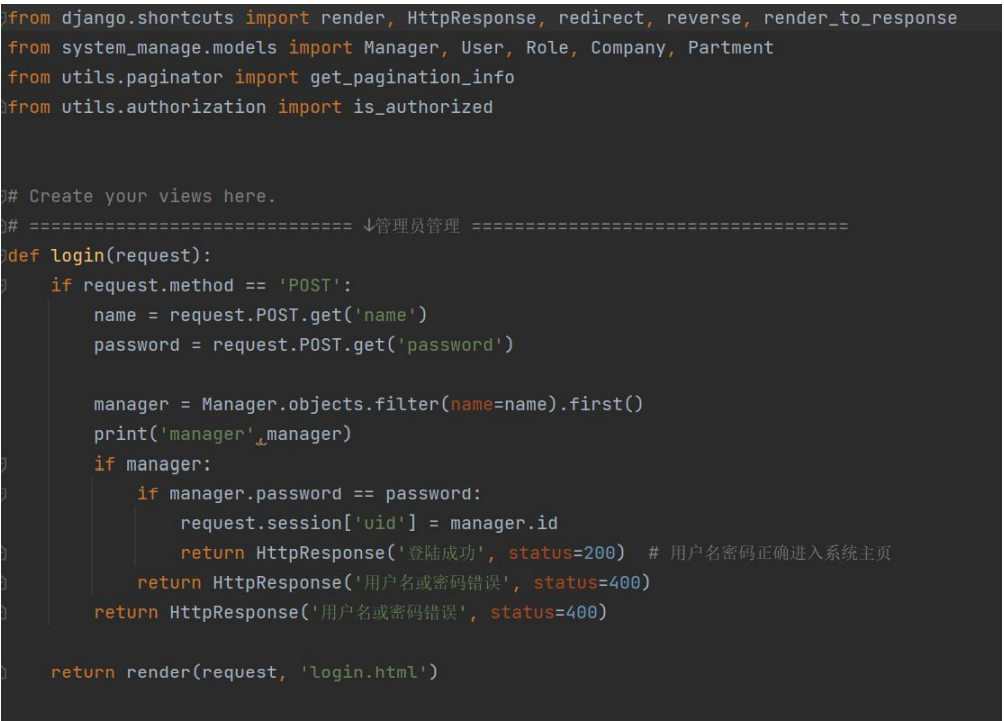 from django.shortcuts import render, HttpResponse, redirect, reverse, render_to_response
from system_manage.models import Manager, User, Role, Company, Partment
from utils.paginator import get_pagination_info
from utils.authorization import is_authorized
# Create your views here.
# ============================== ↓管理员管理 ===================================
def login(request):
    if request.method == 'POST':
        name = request.POST.get('name')
        password = request.POST.get('password')
        manager = Manager.objects.filter(name=name).first()
        print('manager',manager)
        if manager:
            if manager.password == password:
                request.session['uid'] = manager.id
                return HttpResponse('登陆成功', status=200)  # 用户名密码正确进入系统主页
            return HttpResponse('用户名或密码错误', status=400)
        return HttpResponse('用户名或密码错误', status=400)
    return render(request, 'login.html')